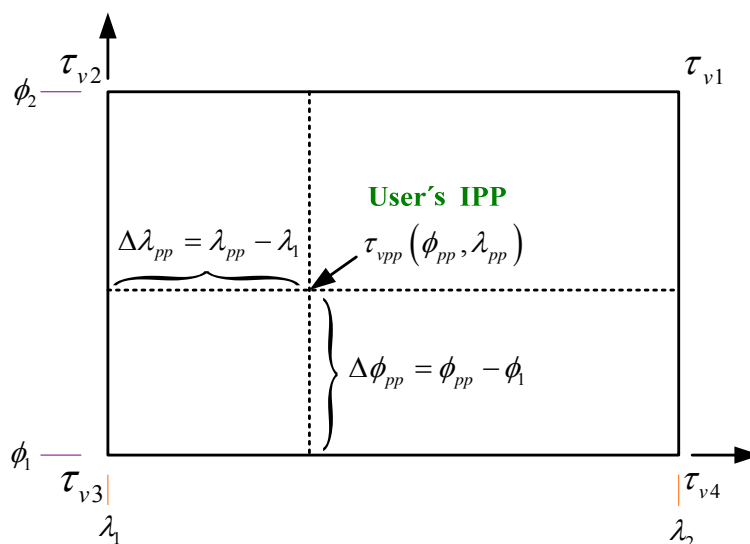 τv2
τv1
ϕ2
User´s IPP
Δλpp = λpp − λ1
τvpp (ϕpp, λpp)
Δϕpp = ϕpp − ϕ1
ϕ1
τv3
τv4
λ1
λ2